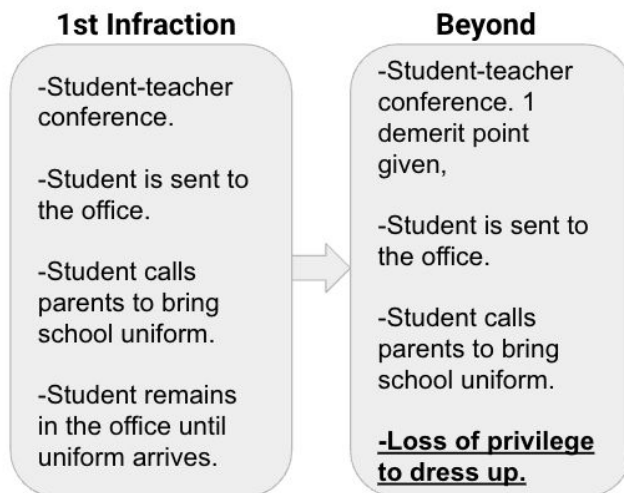 1st Infraction
-Student-teacher
conference.
-Student is sent to
the office.
-Student calls
parents to bring
school uniform.
-Student remains
in the office until
uniform arrives.
Beyond
-Student-teacher
conference. 1
demerit point
given,
-Student is sent to
the office.
-Student calls
parents to bring
school uniform.
-Loss of privilege
to dress up.